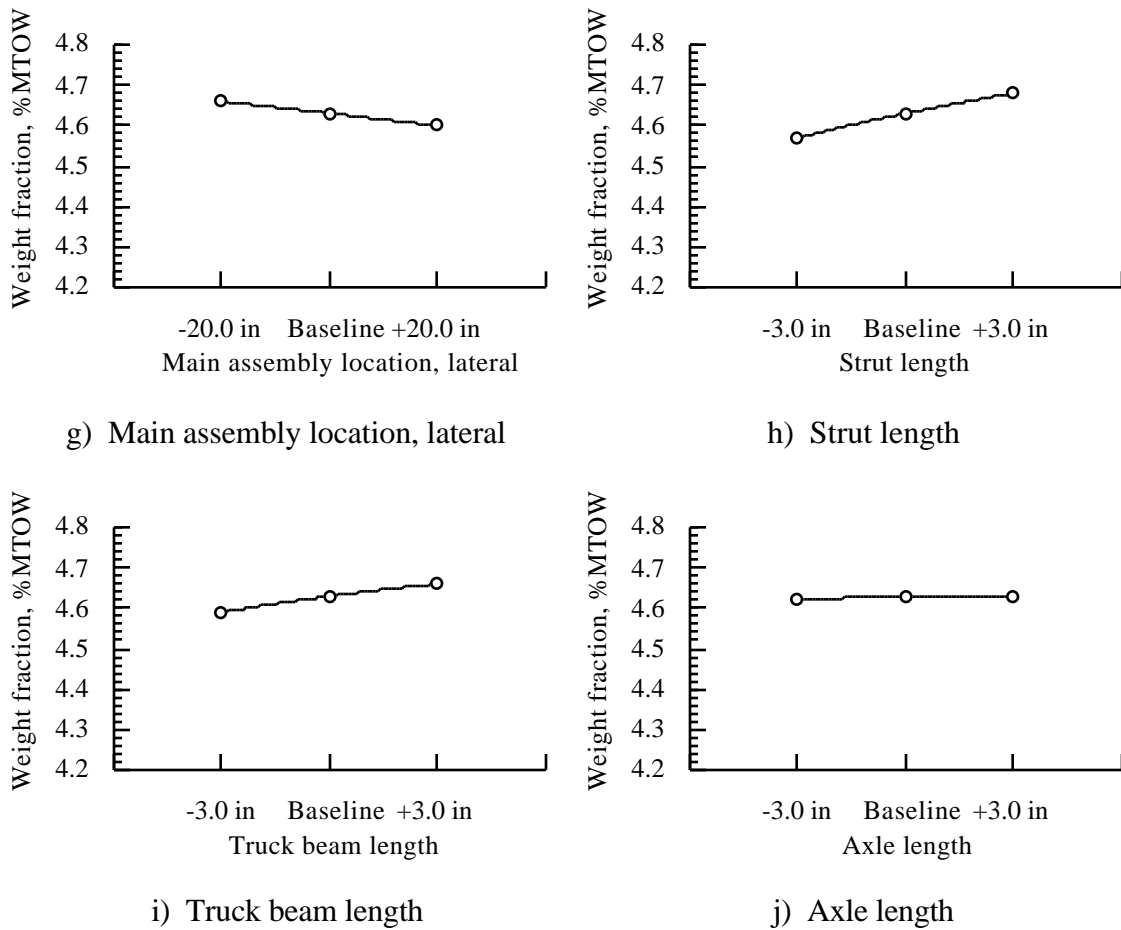 Weight fraction, %MTOW
4.8
4.7
4.6
4.5
4.4
4.3
4.2
-20.0 in Baseline +20.0 in
Main assembly location, lateral
g) Main assembly location, lateral
Weight fraction, %MTOW
4.8
4.7
4.6
4.5
4.4
4.3
4.2
-3.0 in Baseline +3.0 in
Strut length
h) Strut length
Weight fraction, %MTOW
4.8
4.7
4.6
4.5
4.4
4.3
4.2
-3.0 in Baseline +3.0 in
Truck beam length
i) Truck beam length
Weight fraction, %MTOW
4.8
4.7
4.6
4.5
4.4
4.3
4.2
-3.0 in Baseline +3.0 in
Axle length
j) Axle length